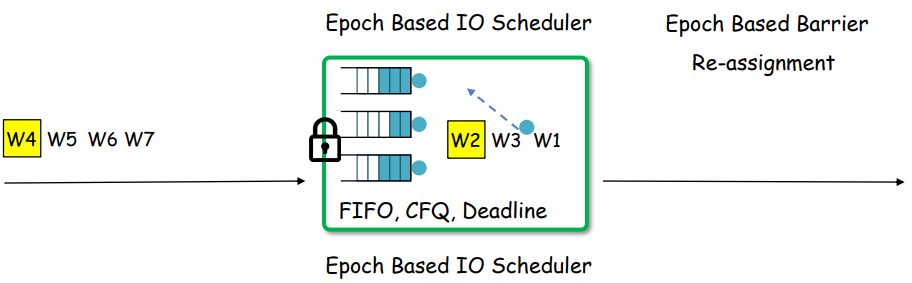 Epoch Based IO Scheduler
Epoch Based Barrier
Re-assignment
W4 W5 W6 W7
W2 W3 W1
FIFO, CFQ, Deadline
Epoch Based IO Scheduler